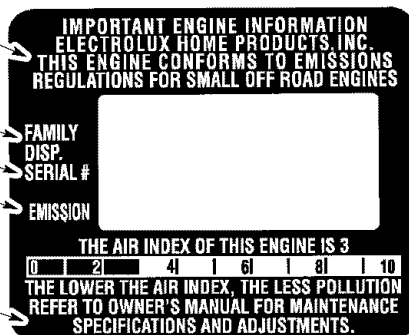 IMPORTANT ENGINE INFORMATION
ELECTROLUX HOME PRODUCTS, INC.
THIS ENGINE CONFORMS TO EMISSIONS
REGULATIONS FOR SMALL OFF ROAD ENGINES
FAMILY
DISP.
SERIAL #
EMISSION
THE AIR INDEX OF THIS ENGINE IS 3
0 2 4 6 8 10
THE LOWER THE AIR INDEX, THE LESS POLLUTION
REFER TO OWNER'S MANUAL FOR MAINTENANCE
SPECIFICATIONS AND ADJUSTMENTS.